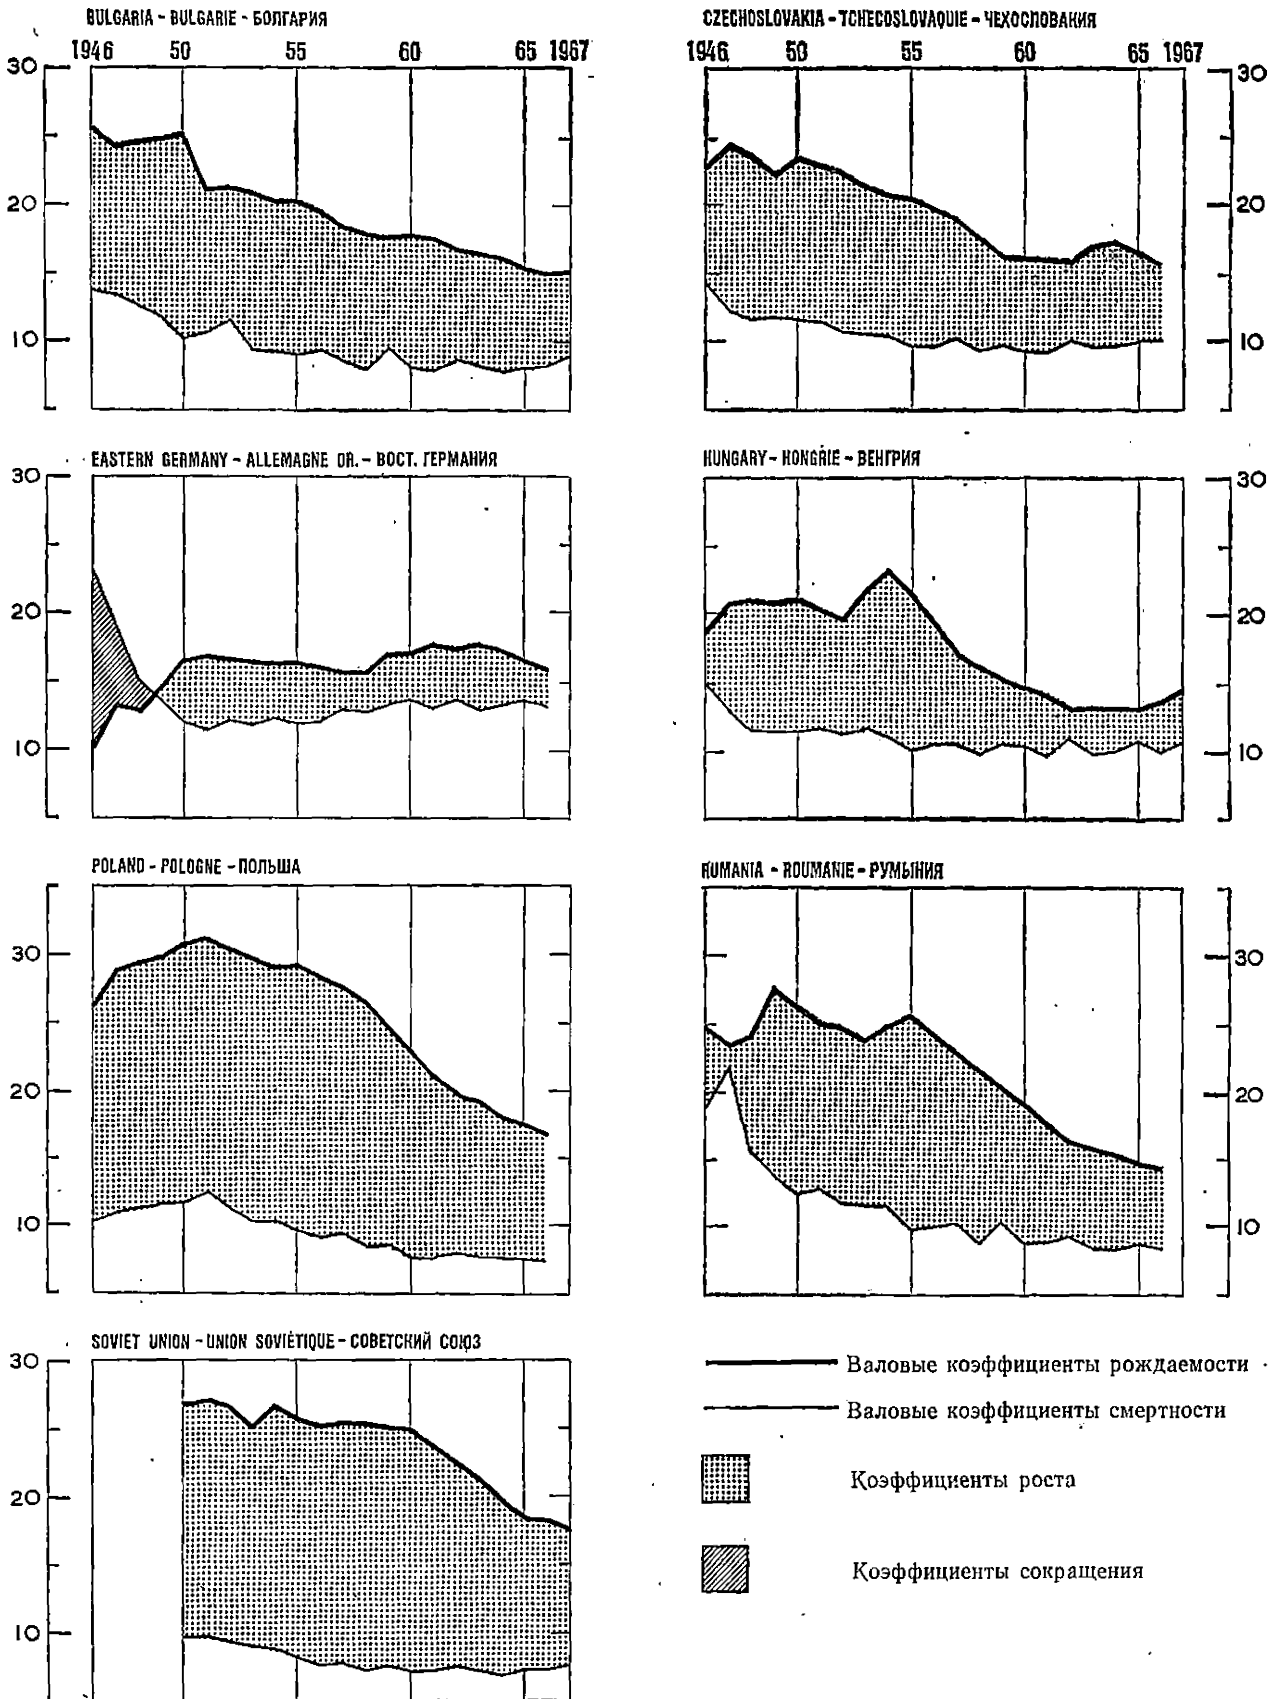 BULGARIA - BULGARIE - БОЛГАРИЯ
1946 50 55 60 65 1967
30
20
10
CZECHOSLOVAKIA - TCHECOSLOVAQUIE - ЧЕХОСЛОВАКИЯ
1946 50 55 60 65 1967
30
20
10
EASTERN GERMANY - ALLEMAGNE OR. - ВОСТ. ГЕРМАНИЯ
30
20
10
HUNGARY - HONGRIE - ВЕНГРИЯ
30
20
10
POLAND - POLOGNE - ПОЛЬША
30
20
10
RUMANIA - ROUMANIE - РУМЫНИЯ
30
20
10
SOVIET UNION - UNION SOVIÉTIQUE - СОВЕТСКИЙ СОЮЗ
30
20
10
Валовые коэффициенты рождаемости
Валовые коэффициенты смертности
Коэффициенты роста
Коэффициенты сокращения